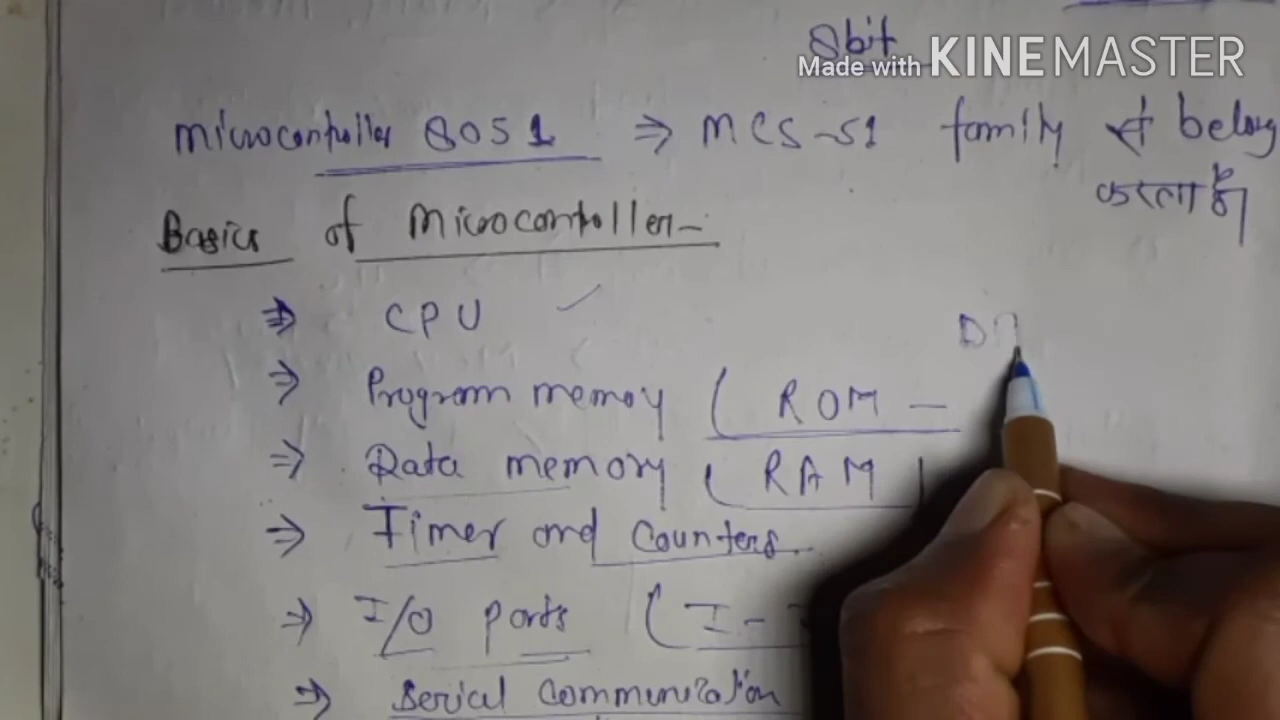 8bit
Made with KINEMASTER
Microcontroller 8051 ⇒ MCS-51 family से belong
करता है।
Basics of Microcontroller-
⇒ CPU ✓
⇒ Program memoy ( ROM —
⇒ Data memory ( RAM )
⇒ Timer and Counters
⇒ I/O ports ( I-
⇒ Serial Communication